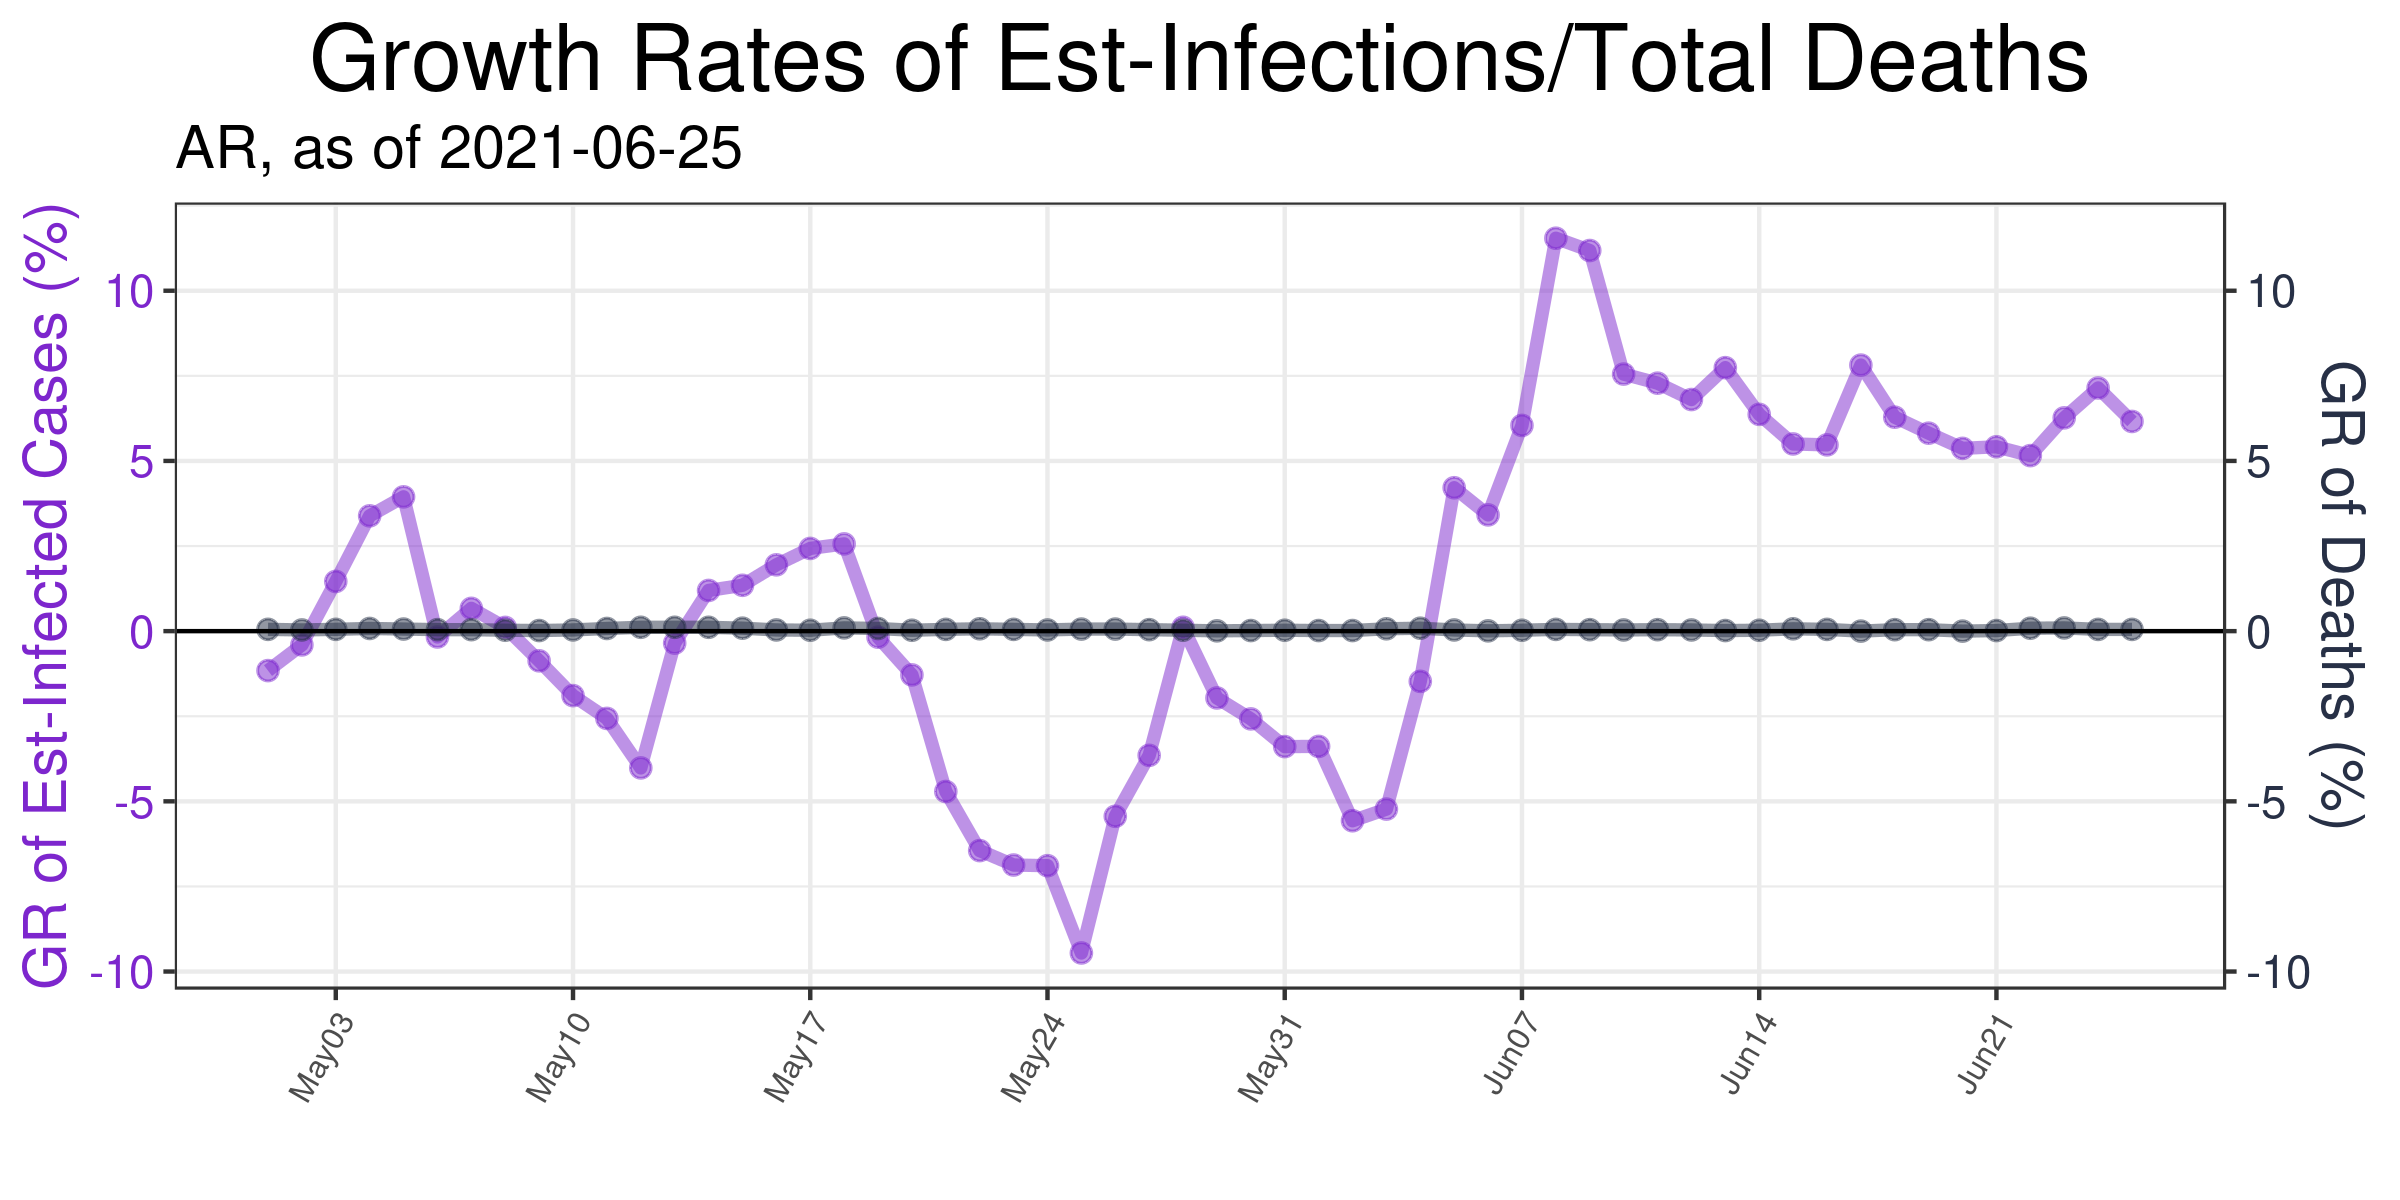 Growth Rates of Est-Infections/Total Deaths
AR, as of 2021-06-25
GR of Est-Infected Cases (%)
10
5
0
-5
-10
10
5
0
-5
-10
GR of Deaths (%)
May03
May10
May17
May24
May31
Jun07
Jun14
Jun21